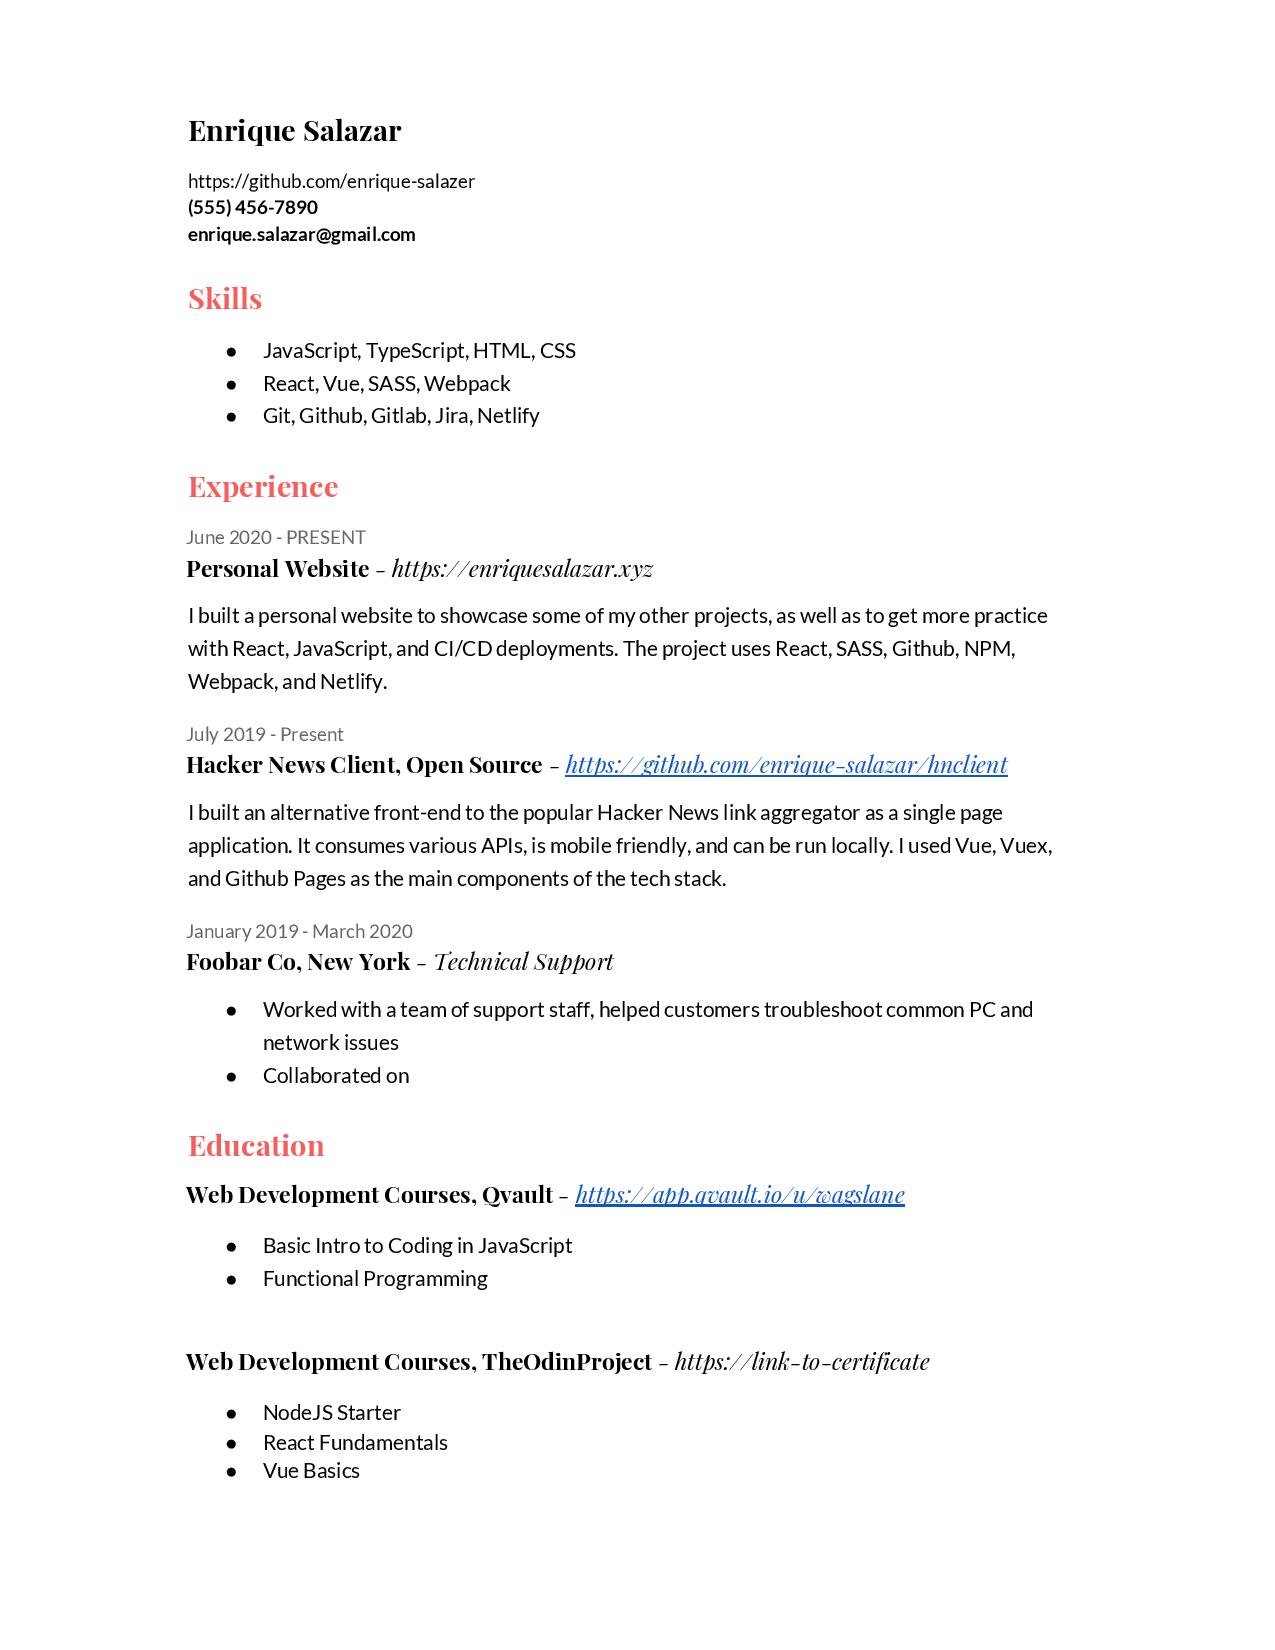 Enrique Salazar
https://github.com/enrique-salazer
(555) 456-7890
enrique.salazar@gmail.com
Skills
● JavaScript, TypeScript, HTML, CSS
● React, Vue, SASS, Webpack
● Git, Github, Gitlab, Jira, Netlify
Experience
June 2020 - PRESENT
Personal Website – https://enriquesalazar.xyz
I built a personal website to showcase some of my other projects, as well as to get more practice
with React, JavaScript, and CI/CD deployments. The project uses React, SASS, Github, NPM,
Webpack, and Netlify.
July 2019 - Present
Hacker News Client, Open Source – https://github.com/enrique-salazar/hnclient
I built an alternative front-end to the popular Hacker News link aggregator as a single page
application. It consumes various APIs, is mobile friendly, and can be run locally. I used Vue, Vuex,
and Github Pages as the main components of the tech stack.
January 2019 - March 2020
Foobar Co, New York – Technical Support
● Worked with a team of support staff, helped customers troubleshoot common PC and
network issues
● Collaborated on
Education
Web Development Courses, Qvault – https://app.qvault.io/u/wagslane
● Basic Intro to Coding in JavaScript
● Functional Programming
Web Development Courses, TheOdinProject – https://link-to-certificate
● NodeJS Starter
● React Fundamentals
● Vue Basics